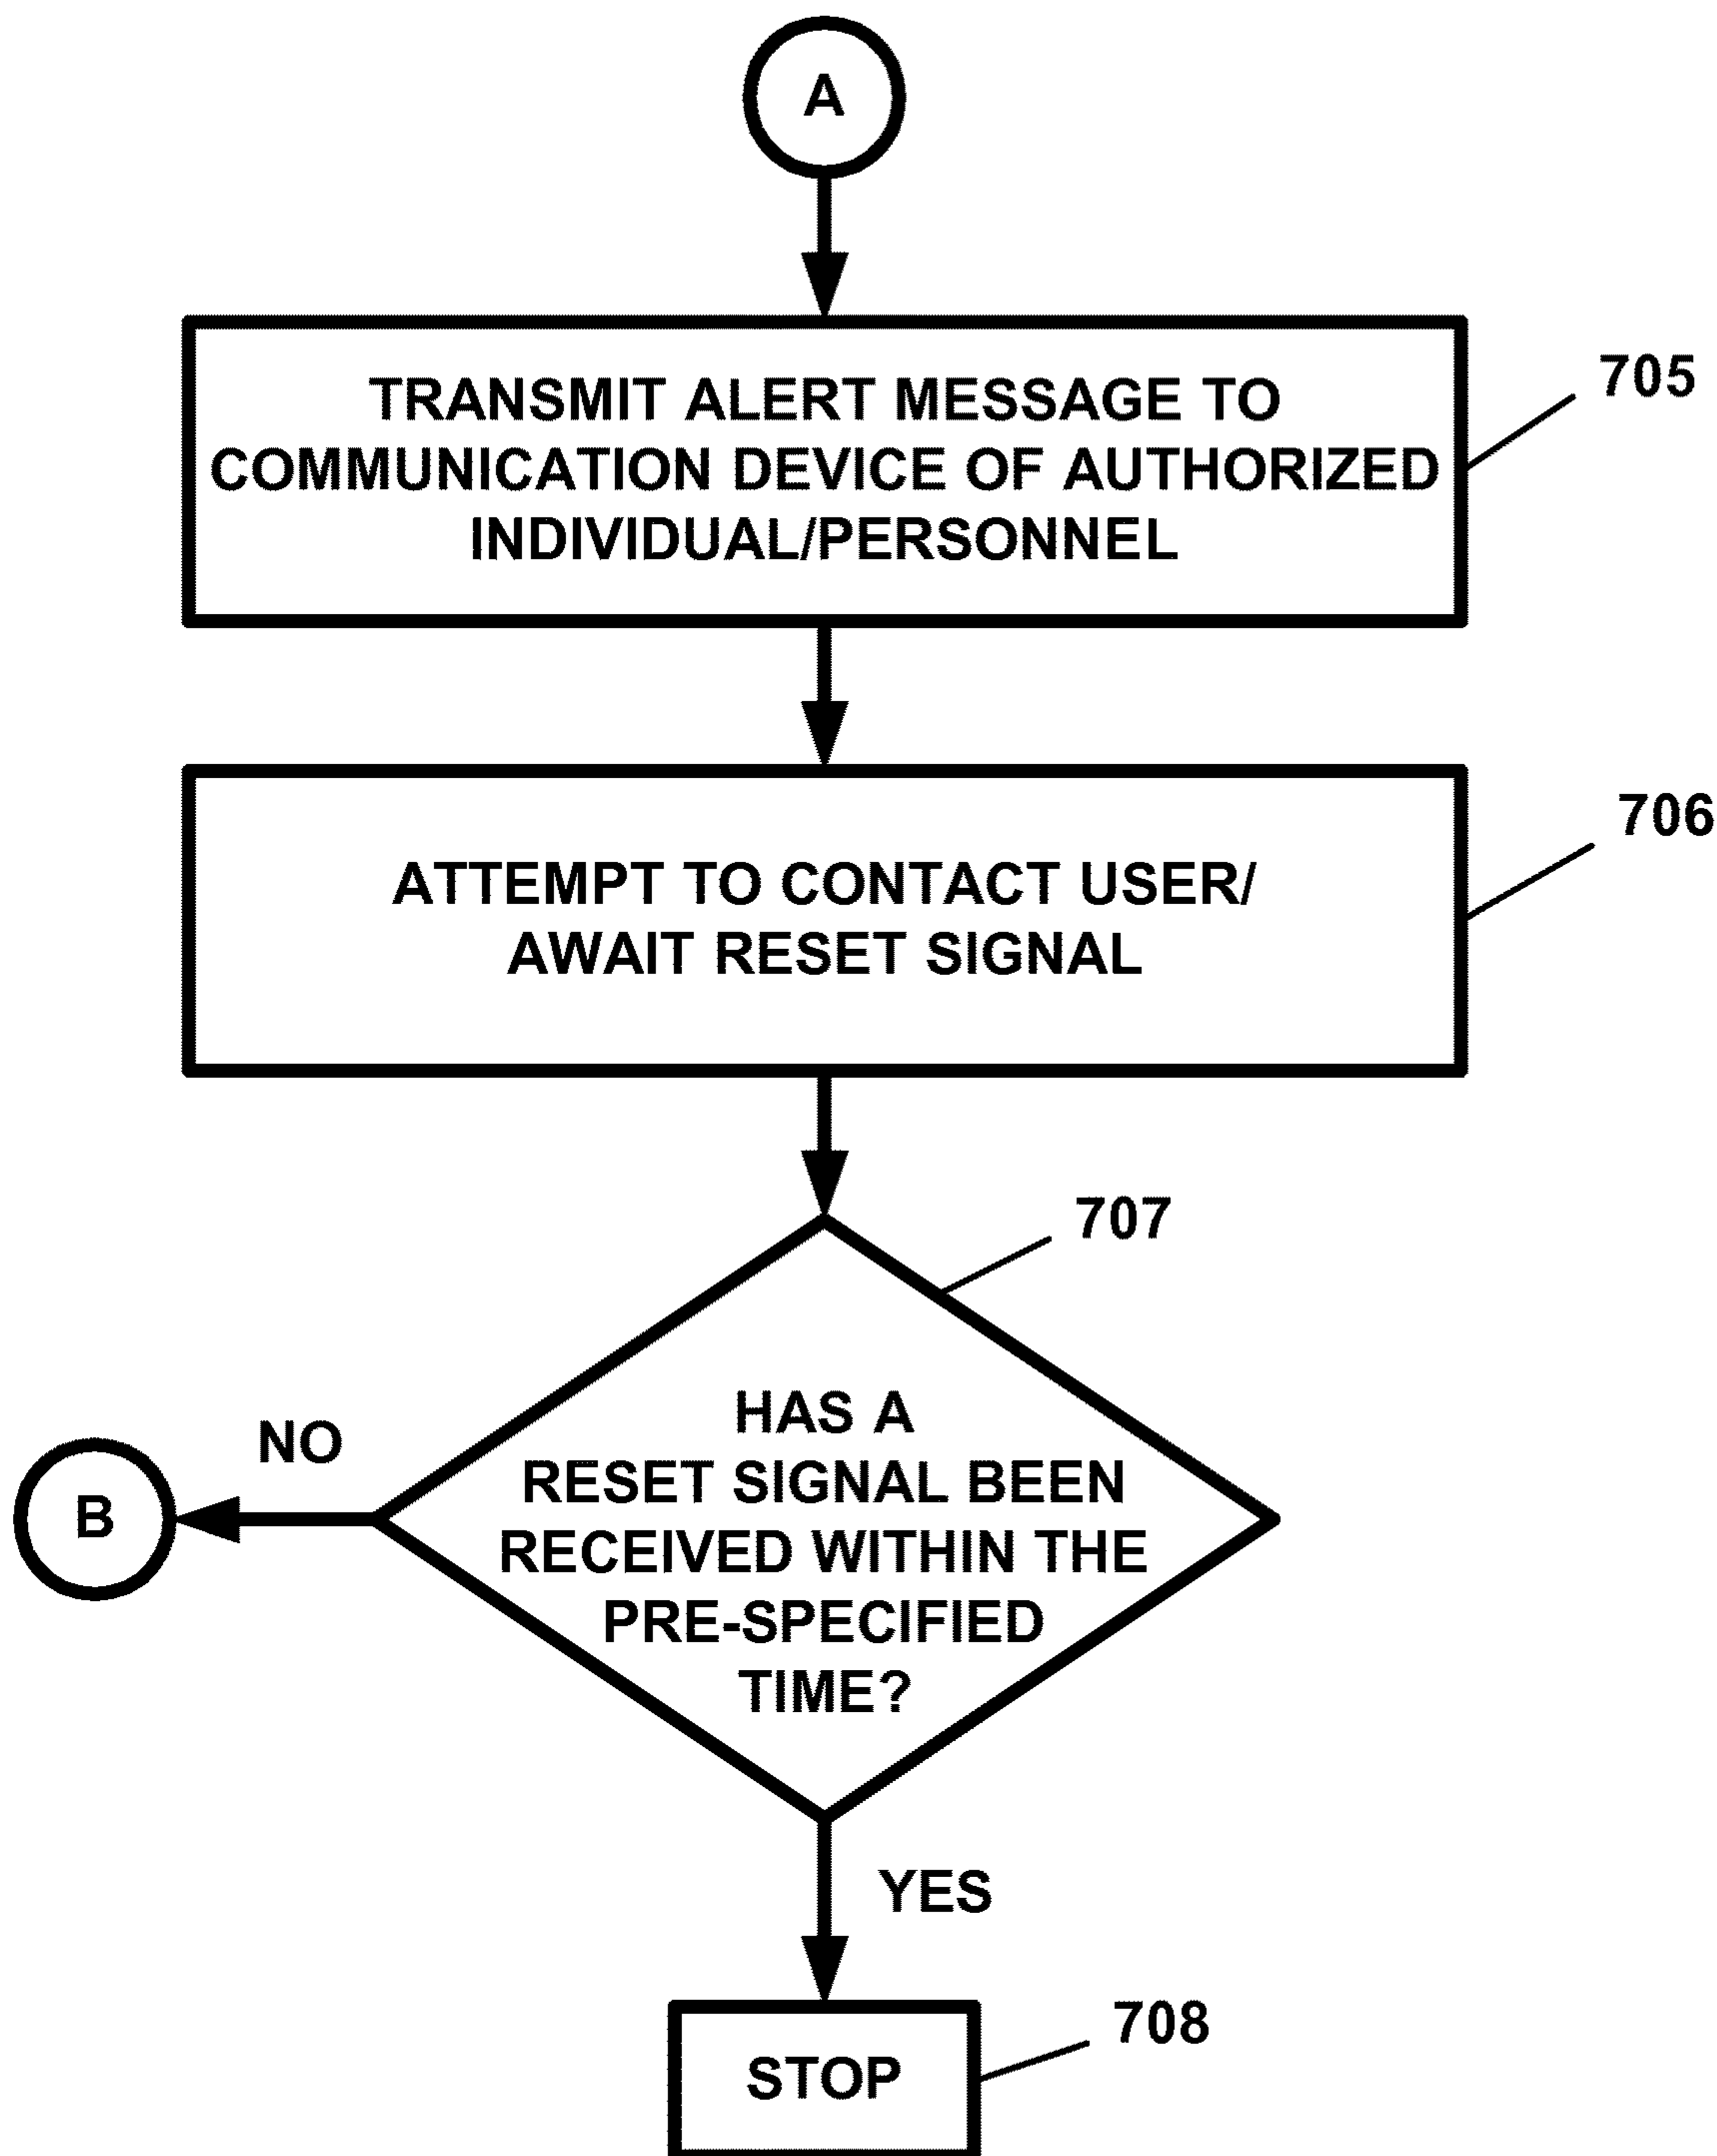 A
TRANSMIT ALERT MESSAGE TO
COMMUNICATION DEVICE OF AUTHORIZED
INDIVIDUAL/PERSONNEL
705
ATTEMPT TO CONTACT USER/
AWAIT RESET SIGNAL
706
707
HAS A
RESET SIGNAL BEEN
RECEIVED WITHIN THE
PRE-SPECIFIED
TIME?
NO
B
YES
STOP
708